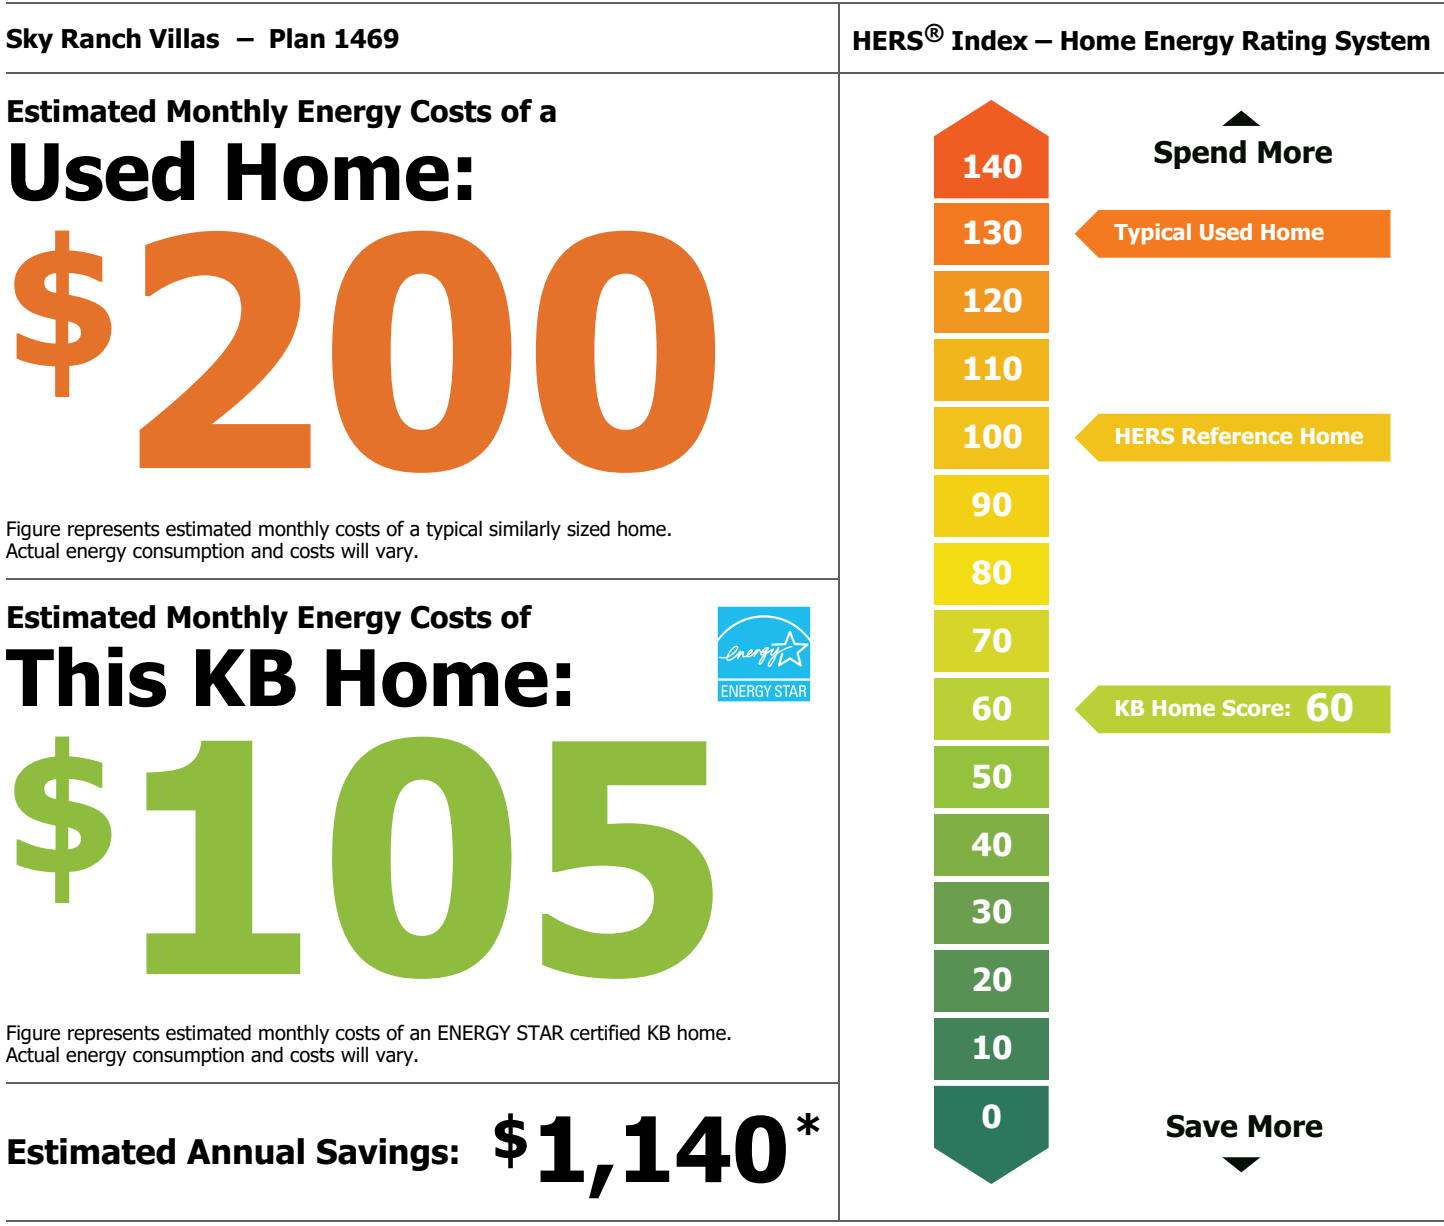 Sky Ranch Villas – Plan 1469
Estimated Monthly Energy Costs of a
Used Home:
$200
Figure represents estimated monthly costs of a typical similarly sized home.
Actual energy consumption and costs will vary.
Estimated Monthly Energy Costs of
This KB Home:
energy
ENERGY STAR
$105
Figure represents estimated monthly costs of an ENERGY STAR certified KB home.
Actual energy consumption and costs will vary.
Estimated Annual Savings: $1,140*
HERS® Index – Home Energy Rating System
Spend More
140
130 Typical Used Home
120
110
100 HERS Reference Home
90
80
70
60 KB Home Score: 60
50
40
30
20
10
0
Save More